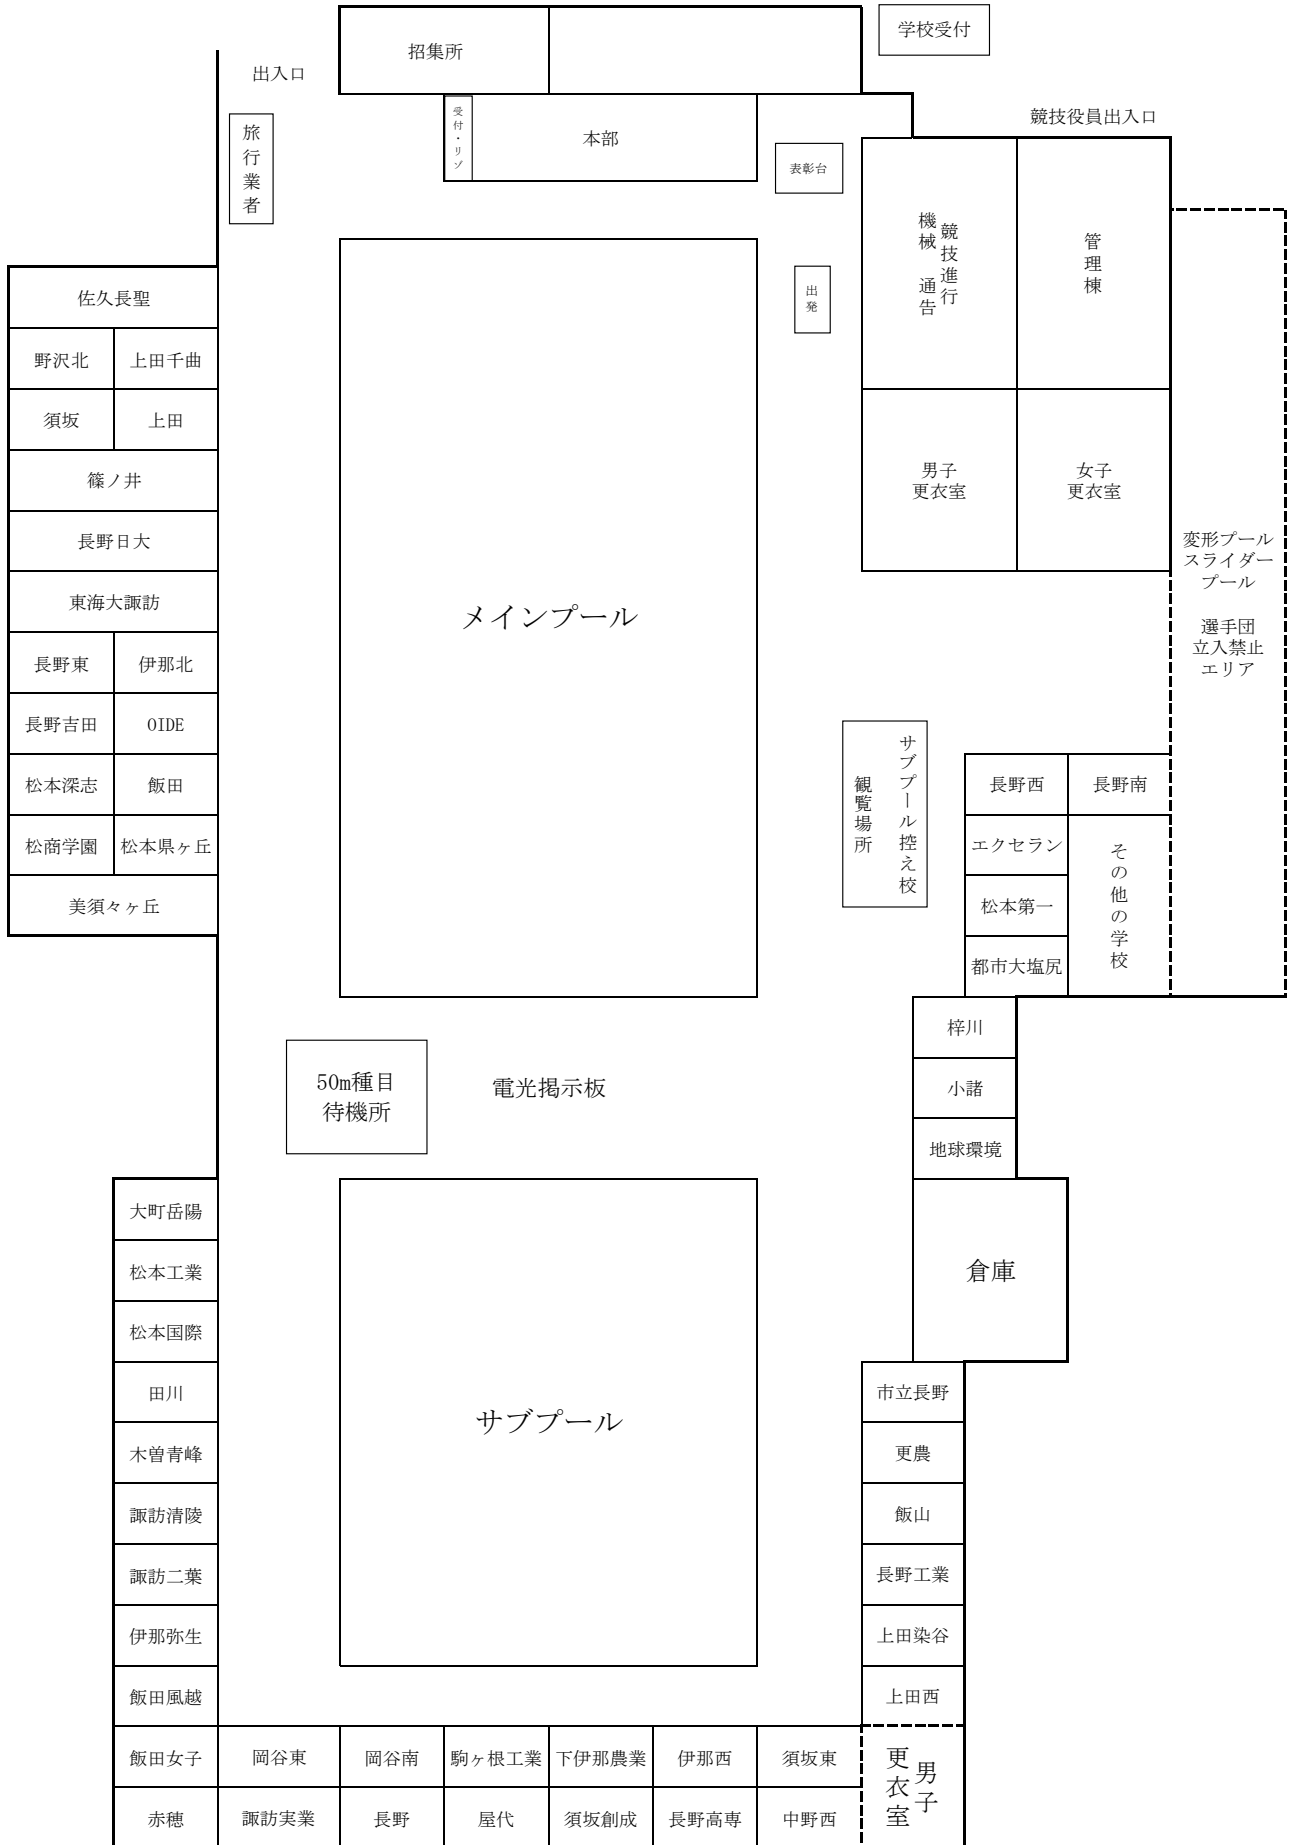 招集所
学校受付
出入口
受付・リゾ
本部
競技役員出入口
旅行業者
表彰台
競技進行
機械 通告
管理棟
出発
佐久長聖
野沢北 上田千曲
須坂 上田
篠ノ井
長野日大
東海大諏訪
長野東 伊那北
長野吉田 OIDE
松本深志 飯田
松商学園 松本県ヶ丘
美須々ヶ丘
メインプール
男子
更衣室
女子
更衣室
変形プール
スライダー
プール
選手団
立入禁止
エリア
サブプール控え校
観覧場所
長野西 長野南
エクセラン
松本第一
都市大塩尻
その他の学校
梓川
小諸
地球環境
50m種目
待機所
電光掲示板
倉庫
大町岳陽
松本工業
松本国際
田川
木曽青峰
諏訪清陵
諏訪二葉
伊那弥生
飯田風越
サブプール
市立長野
更農
飯山
長野工業
上田染谷
上田西
飯田女子 岡谷東 岡谷南 駒ヶ根工業 下伊那農業 伊那西 須坂東
赤穂 諏訪実業 長野 屋代 須坂創成 長野高専 中野西
男子
更衣室